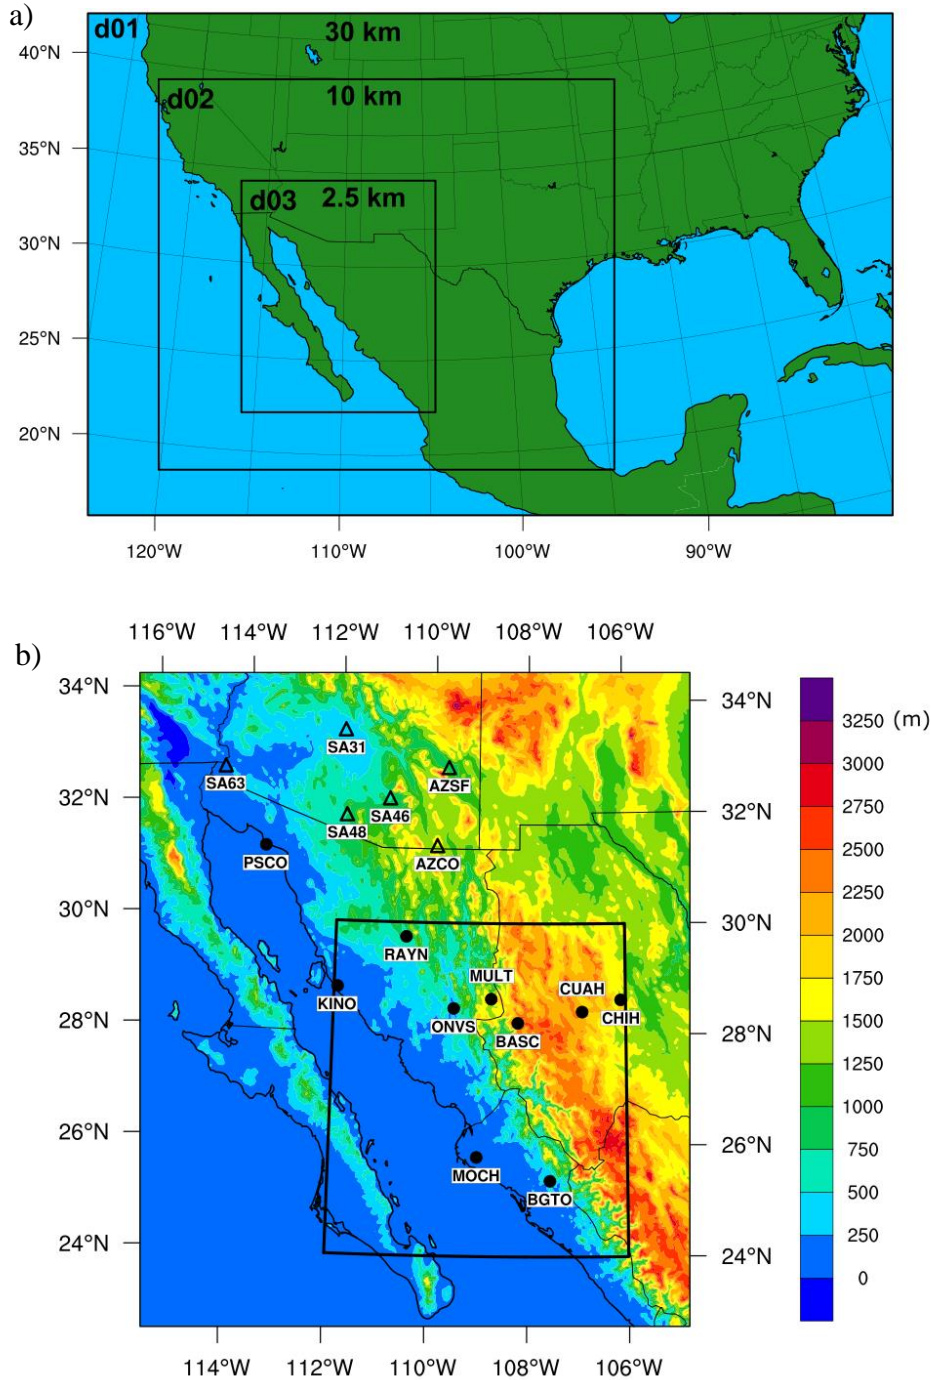 a)
d01
30 km
40°N
d02
10 km
35°N
d03
2.5 km
30°N
25°N
20°N
120°W
110°W
100°W
90°W
b)
116°W 114°W 112°W 110°W 108°W 106°W
34°N
34°N
3250 (m)
SA31
3000
SA63
AZSF
2750
32°N
32°N
SA46
SA48
2500
PSCO
AZCO
2250
30°N
30°N
2000
RAYN
1750
MULT
CUAH
KINO
1500
ONVS
CHIH
28°N
28°N
BASC
1250
1000
26°N
26°N
750
MOCH
500
BGTO
250
24°N
24°N
0
114°W 112°W 110°W 108°W 106°W